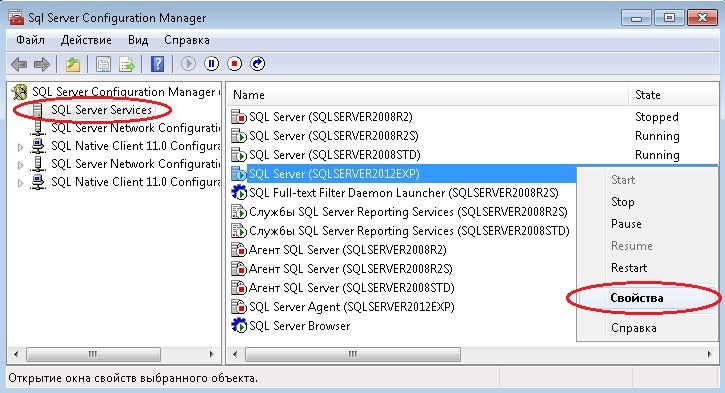 Sql Server Configuration Manager
Файл Действие Вид Справка
SQL Server Configuration Manager
SQL Server Services
SQL Server Network Configuration
SQL Native Client 11.0 Configura
SQL Server Network Configuration
SQL Native Client 11.0 Configura
Name State
SQL Server (SQLSERVER2008R2) Stopped
SQL Server (SQLSERVER2008R2S) Running
SQL Server (SQLSERVER2008STD) Running
SQL Server (SQLSERVER2012EXP)
SQL Full-text Filter Daemon Launcher (SQLSERVER2008R2S)
Службы SQL Server Reporting Services (SQLSERVER2008R2S)
Службы SQL Server Reporting Services (SQLSERVER2008STD)
Агент SQL Server (SQLSERVER2008R2)
Агент SQL Server (SQLSERVER2008R2S)
Агент SQL Server (SQLSERVER2008STD)
SQL Server Agent (SQLSERVER2012EXP)
SQL Server Browser
Start
Stop
Pause
Resume
Restart
Свойства
Справка
Открытие окна свойств выбранного объекта.